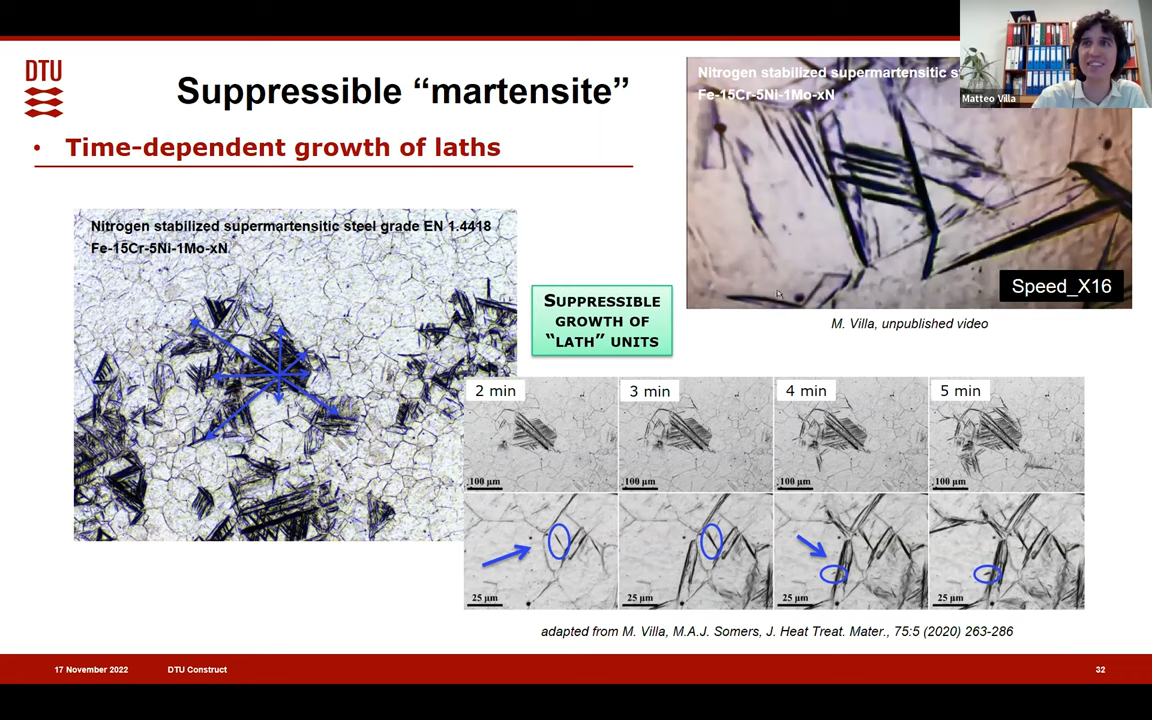 DTU
Suppressible “martensite”
• Time-dependent growth of laths
Nitrogen stabilized supermartensitic s
Fe-15Cr-5Ni-1Mo-xN
Matteo Villa
Speed_X16
M. Villa, unpublished video
Nitrogen stabilized supermartensitic steel grade EN 1.4418
Fe-15Cr-5Ni-1Mo-xN
SUPPRESSIBLE
GROWTH OF
“LATH” UNITS
2 min
3 min
4 min
5 min
100 µm
100 µm
100 µm
100 µm
25 µm
25 µm
25 µm
25 µm
adapted from M. Villa, M.A.J. Somers, J. Heat Treat. Mater., 75:5 (2020) 263-286
17 November 2022
DTU Construct
32